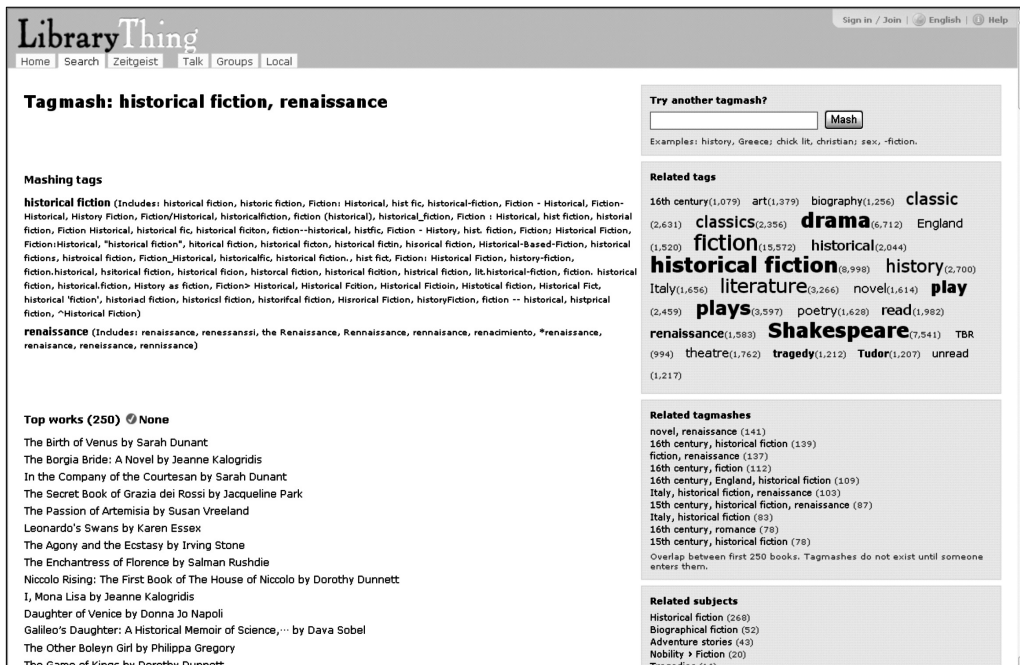 LibraryThing
Sign in / Join | English | Help
Home Search Zeitgeist Talk Groups Local
Tagmash: historical fiction, renaissance
Mashing tags
historical fiction (Includes: historical fiction, historic fiction, Fiction: Historical, hist fic, historical-fiction, Fiction - Historical, Fiction-
Historical, History Fiction, Fiction/Historical, historicalfiction, fiction (historical), historical_fiction, Fiction : Historical, hist fiction, historial
fiction, Fiction Historical, historical fic, historical fiction, fiction--historical, histfic, Fiction - History, hist. fiction, Fiction; Historical Fiction,
Fiction:Historical, "historical fiction", hitorical fiction, historical ficton, historical fictin, hisorical fiction, Historical-Based-Fiction, historical
fictions, histroical fiction, Fiction_Historical, historicalfic, historical fiction., hist fict, Fiction: Historical Fiction, history-fiction,
fiction.historical, hsitorical fiction, historical ficion, historcal fiction, historical fictiion, histrical fiction, lit.historical-fiction, fiction. historical
fiction, historical.fiction, History as fiction, Fiction> Historical, Historical Fcition, Historical Fictioin, Histotical fiction, Historical Fict,
historical 'fiction', historiad fiction, historicsl fiction, historifcal fiction, Hisrorical Fiction, historyFiction, fiction -- historical, histprical
fiction, ^Historical Fiction)
renaissance (Includes: renaissance, renessanssi, the Renaissance, Rennaissance, rennaisance, renacimiento, *renaissance,
renaisance, reneissance, rennissance)
Top works (250) None
The Birth of Venus by Sarah Dunant
The Borgia Bride: A Novel by Jeanne Kalogridis
In the Company of the Courtesan by Sarah Dunant
The Secret Book of Grazia dei Rossi by Jacqueline Park
The Passion of Artemisia by Susan Vreeland
Leonardo's Swans by Karen Essex
The Agony and the Ecstasy by Irving Stone
The Enchantress of Florence by Salman Rushdie
Niccolo Rising: The First Book of The House of Niccolo by Dorothy Dunnett
I, Mona Lisa by Jeanne Kalogridis
Daughter of Venice by Donna Jo Napoli
Galileo's Daughter: A Historical Memoir of Science,… by Dava Sobel
The Other Boleyn Girl by Philippa Gregory
The Game of Kings by Dorothy Dunnett
Try another tagmash?
Mash
Examples: history, Greece; chick lit, christian; sex, -fiction.
Related tags
16th century(1,079) art(1,379) biography(1,256) classic
(2,631) classics(2,356) drama(6,712) England
(1,520) fiction(15,572) historical(2,044)
historical fiction(8,998) history(2,700)
Italy(1,656) literature(3,266) novel(1,614) play
(2,459) plays(3,597) poetry(1,628) read(1,982)
renaissance(1,583) Shakespeare(7,541) TBR
(994) theatre(1,762) tragedy(1,212) Tudor(1,207) unread
(1,217)
Related tagmashes
novel, renaissance (141)
16th century, historical fiction (139)
fiction, renaissance (137)
16th century, fiction (112)
16th century, England, historical fiction (109)
Italy, historical fiction, renaissance (103)
15th century, historical fiction, renaissance (87)
Italy, historical fiction (83)
16th century, romance (78)
15th century, historical fiction (78)
Overlap between first 250 books. Tagmashes do not exist until someone
enters them.
Related subjects
Historical fiction (268)
Biographical fiction (52)
Adventure stories (43)
Nobility > Fiction (20)